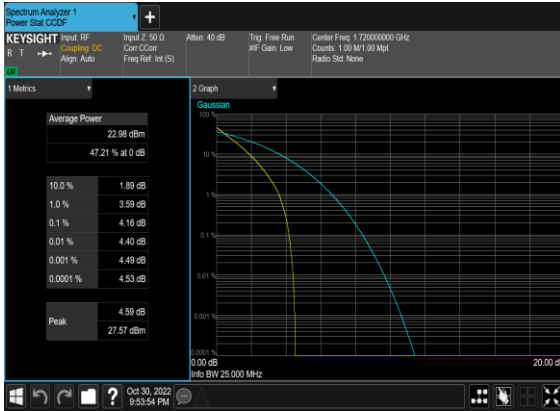 Spectrum Analyzer 1
Power Stat CCDF
KEYSIGHT
R T
Input: RF
Coupling: DC
Align: Auto
Input Z: 50 Ω
Corr CCorr
Freq Ref: Int (S)
Atten: 40 dB
Trig: Free Run
#IF Gain: Low
Center Freq: 1.720000000 GHz
Counts: 1.00 M/1.00 Mpt
Radio Std: None
1 Metrics
Average Power
22.98 dBm
47.21 % at 0 dB
10.0 % 1.89 dB
1.0 % 3.59 dB
0.1 % 4.16 dB
0.01 % 4.40 dB
0.001 % 4.49 dB
0.0001 % 4.53 dB
Peak
4.59 dB
27.57 dBm
2 Graph
Gaussian
100 %
10 %
1 %
0.1 %
0.01 %
0.001 %
0.0001 %
0.00 dB 20.00 d
Info BW 25.000 MHz
Oct 30, 2022
9:53:54 PM